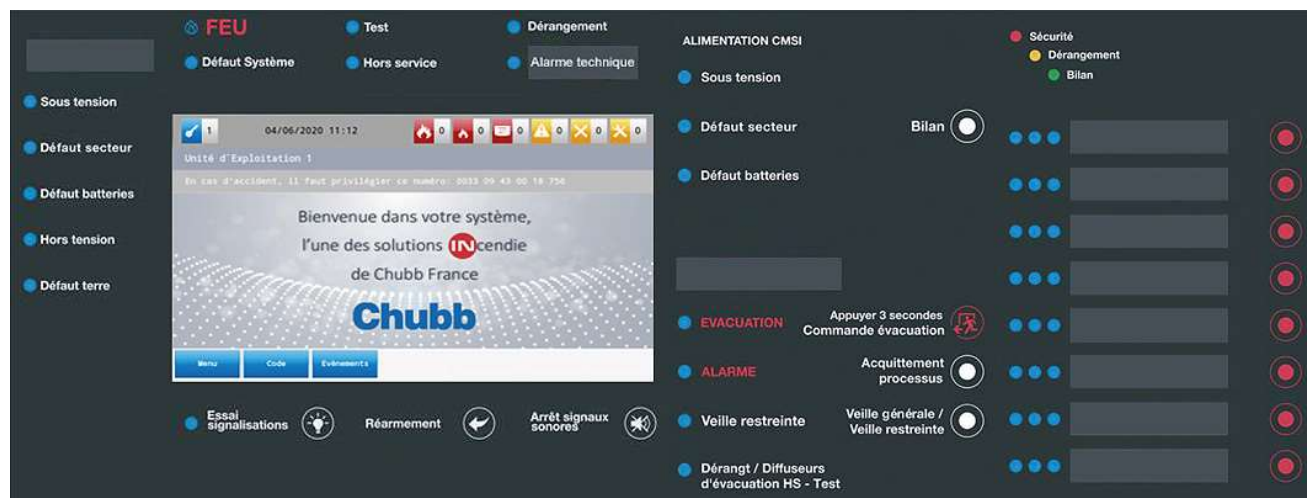 FEU
Test
Dérangement
Défaut Système
Hors service
Alarme technique
Sous tension
Défaut secteur
Défaut batteries
Hors tension
Défaut terre
1
04/06/2020 11:12
0
0
0
0
0
0
Unité d'Exploitation 1
En cas d'accident, il faut privilégier ce numéro: 0033 09 43 00 18 756
Bienvenue dans votre système,
l'une des solutions INcendie
de Chubb France
Chubb
Menu
Code
Evènements
Essai
signalisations
Réarmement
Arrêt signaux
sonores
ALIMENTATION CMSI
Sous tension
Défaut secteur
Bilan
Défaut batteries
EVACUATION
Appuyer 3 secondes
Commande évacuation
ALARME
Acquittement
processus
Veille restreinte
Veille générale /
Veille restreinte
Dérangt / Diffuseurs
d'évacuation HS - Test
Sécurité
Dérangement
Bilan